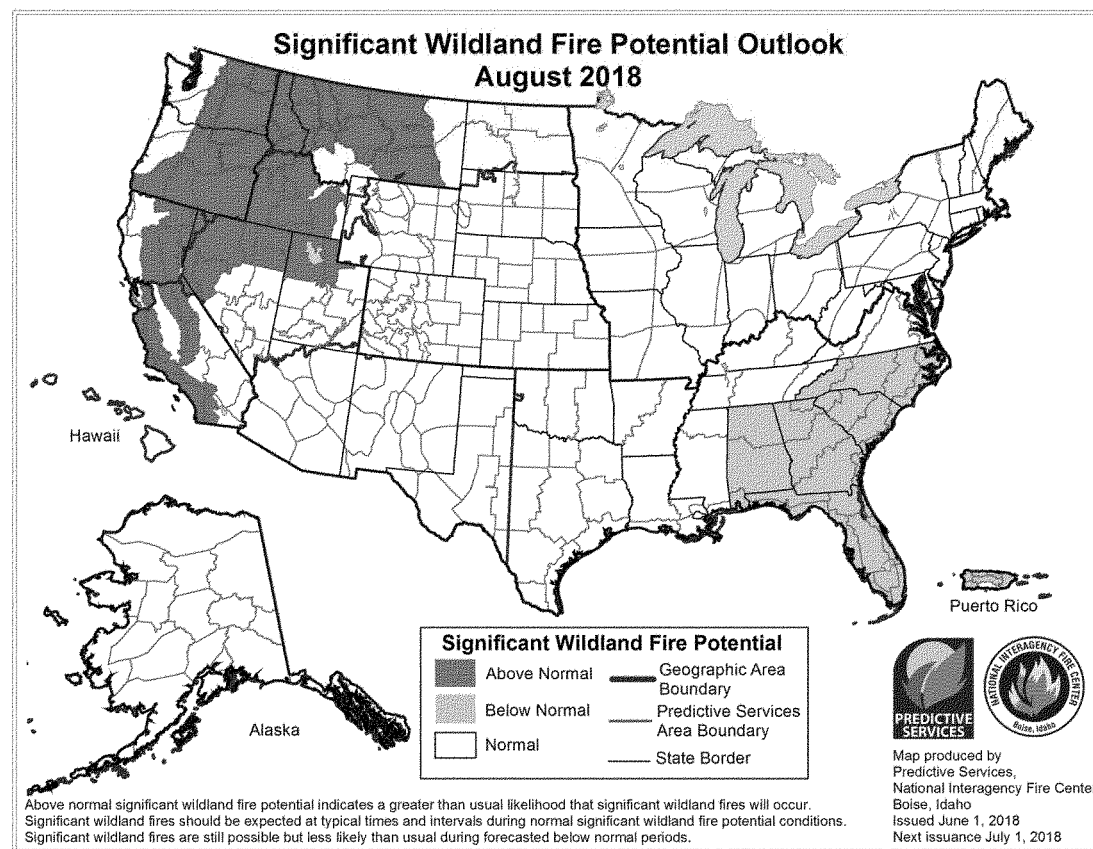 Significant Wildland Fire Potential Outlook
August 2018
Hawaii
Alaska
Puerto Rico
Significant Wildland Fire Potential
Above Normal
Below Normal
Normal
Geographic Area
Boundary
Predictive Services
Area Boundary
State Border
PREDICTIVE
SERVICES
NATIONAL INTERAGENCY FIRE CENTER
Boise, Idaho
Map produced by
Predictive Services,
National Interagency Fire Center
Boise, Idaho
Issued June 1, 2018
Next issuance July 1, 2018
Above normal significant wildland fire potential indicates a greater than usual likelihood that significant wildland fires will occur.
Significant wildland fires should be expected at typical times and intervals during normal significant wildland fire potential conditions.
Significant wildland fires are still possible but less likely than usual during forecasted below normal periods.